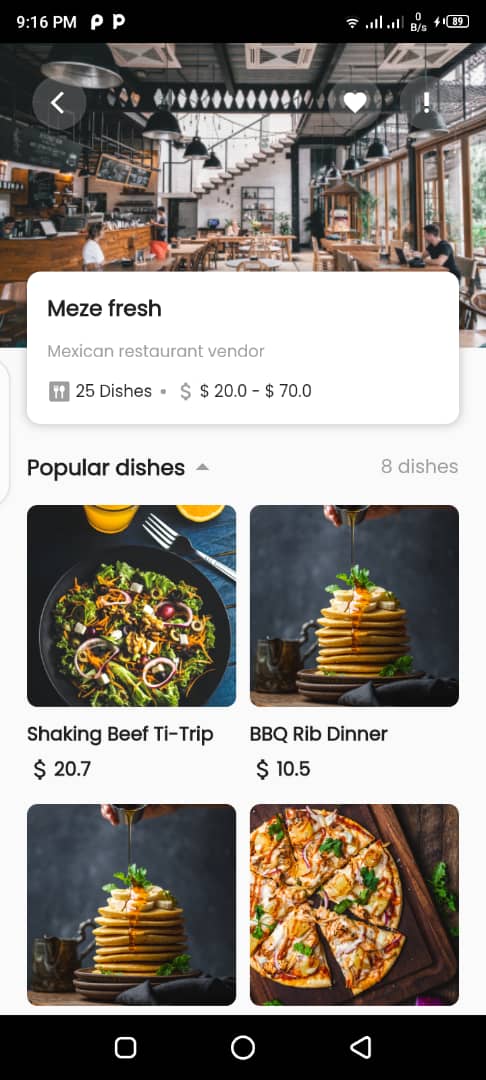 9:16 PM
0
B/s
89
Meze fresh
Mexican restaurant vendor
25 Dishes • $ $ 20.0 - $ 70.0
Popular dishes
8 dishes
Shaking Beef Ti-Trip
BBQ Rib Dinner
$ 20.7
$ 10.5